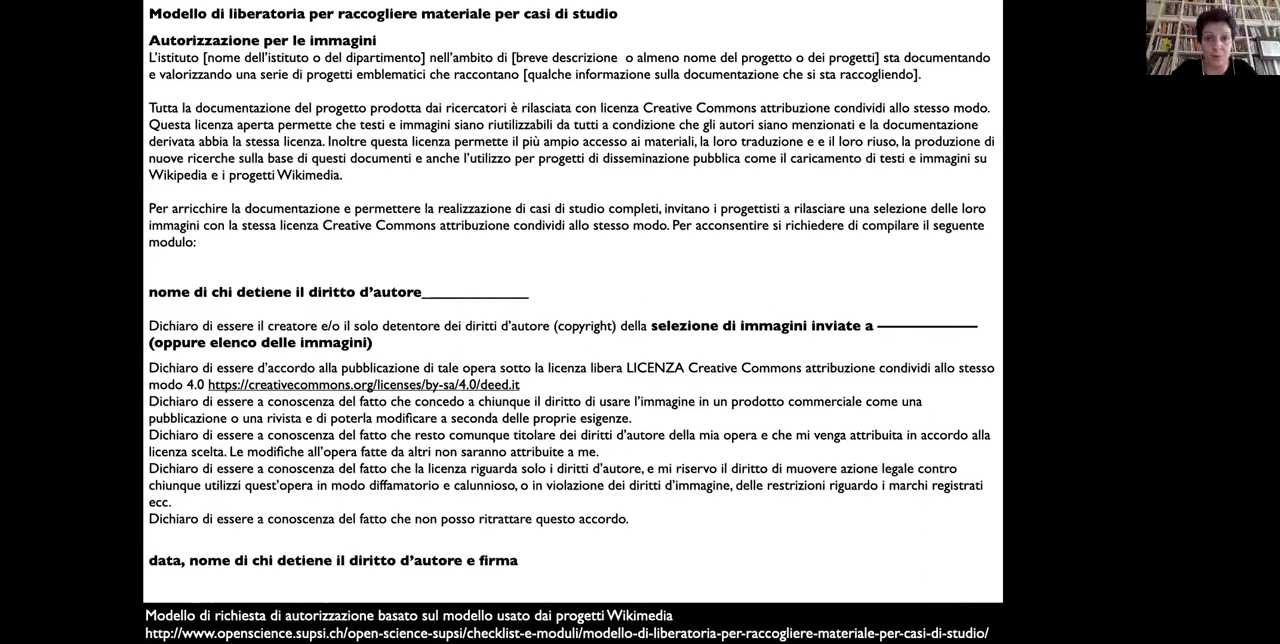 Modello di liberatoria per raccogliere materiale per casi di studio
Autorizzazione per le immagini
L'istituto [nome dell'istituto o del dipartimento] nell'ambito di [breve descrizione o almeno nome del progetto o dei progetti] sta documentando
e valorizzando una serie di progetti emblematici che raccontano [qualche informazione sulla documentazione che si sta raccogliendo].
Tutta la documentazione del progetto prodotta dai ricercatori è rilasciata con licenza Creative Commons attribuzione condividi allo stesso modo.
Questa licenza aperta permette che testi e immagini siano riutilizzabili da tutti a condizione che gli autori siano menzionati e la documentazione
derivata abbia la stessa licenza. Inoltre questa licenza permette il più ampio accesso ai materiali, la loro traduzione e e il loro riuso, la produzione di
nuove ricerche sulla base di questi documenti e anche l'utilizzo per progetti di disseminazione pubblica come il caricamento di testi e immagini su
Wikipedia e i progetti Wikimedia.
Per arricchire la documentazione e permettere la realizzazione di casi di studio completi, invitano i progettisti a rilasciare una selezione delle loro
immagini con la stessa licenza Creative Commons attribuzione condividi allo stesso modo. Per acconsentire si richiedere di compilare il seguente
modulo:
nome di chi detiene il diritto d'autore_____________
Dichiaro di essere il creatore e/o il solo detentore dei diritti d'autore (copyright) della selezione di immagini inviate a ——————
(oppure elenco delle immagini)
Dichiaro di essere d'accordo alla pubblicazione di tale opera sotto la licenza libera LICENZA Creative Commons attribuzione condividi allo stesso
modo 4.0 https://creativecommons.org/licenses/by-sa/4.0/deed.it
Dichiaro di essere a conoscenza del fatto che concedo a chiunque il diritto di usare l'immagine in un prodotto commerciale come una
pubblicazione o una rivista e di poterla modificare a seconda delle proprie esigenze.
Dichiaro di essere a conoscenza del fatto che resto comunque titolare dei diritti d'autore della mia opera e che mi venga attribuita in accordo alla
licenza scelta. Le modifiche all'opera fatte da altri non saranno attribuite a me.
Dichiaro di essere a conoscenza del fatto che la licenza riguarda solo i diritti d'autore, e mi riservo il diritto di muovere azione legale contro
chiunque utilizzi quest'opera in modo diffamatorio e calunnioso, o in violazione dei diritti d'immagine, delle restrizioni riguardo i marchi registrati
ecc.
Dichiaro di essere a conoscenza del fatto che non posso ritrattare questo accordo.
data, nome di chi detiene il diritto d'autore e firma
Modello di richiesta di autorizzazione basato sul modello usato dai progetti Wikimedia
http://www.openscience.supsi.ch/open-science-supsi/checklist-e-moduli/modello-di-liberatoria-per-raccogliere-materiale-per-casi-di-studio/